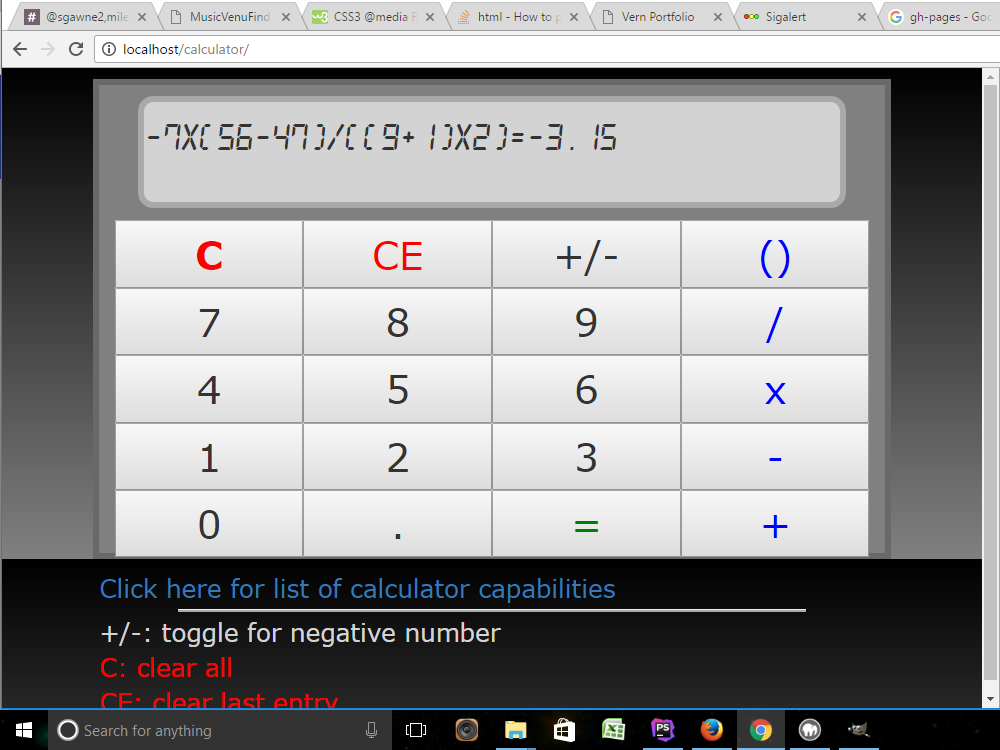 @sgawne2,mile
MusicVenuFind
CSS3 @media
html - How to p
Vern Portfolio
Sigalert
gh-pages - Goo
localhost/calculator/
-7X(56-47)/((9+1)X2)=-3.15
C CE +/- ()
7 8 9 /
4 5 6 x
1 2 3 -
0 . = +
Click here for list of calculator capabilities
+/-: toggle for negative number
C: clear all
CE: clear last entry
Search for anything